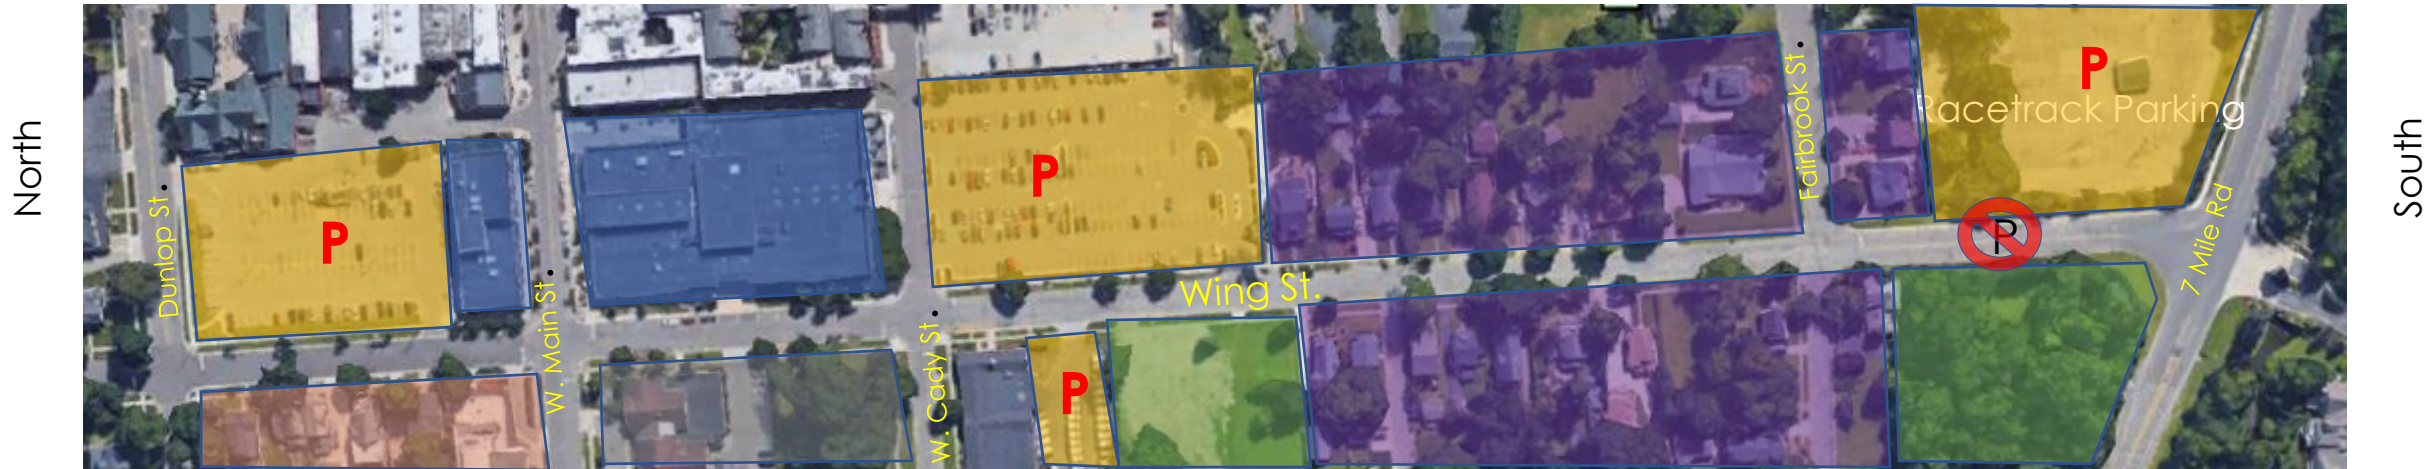 North
Dunlop St
P
W. Main St
W. Cady St
P
P
Wing St.
Fairbrook St
P
Racetrack Parking
P
7 Mile Rd
South